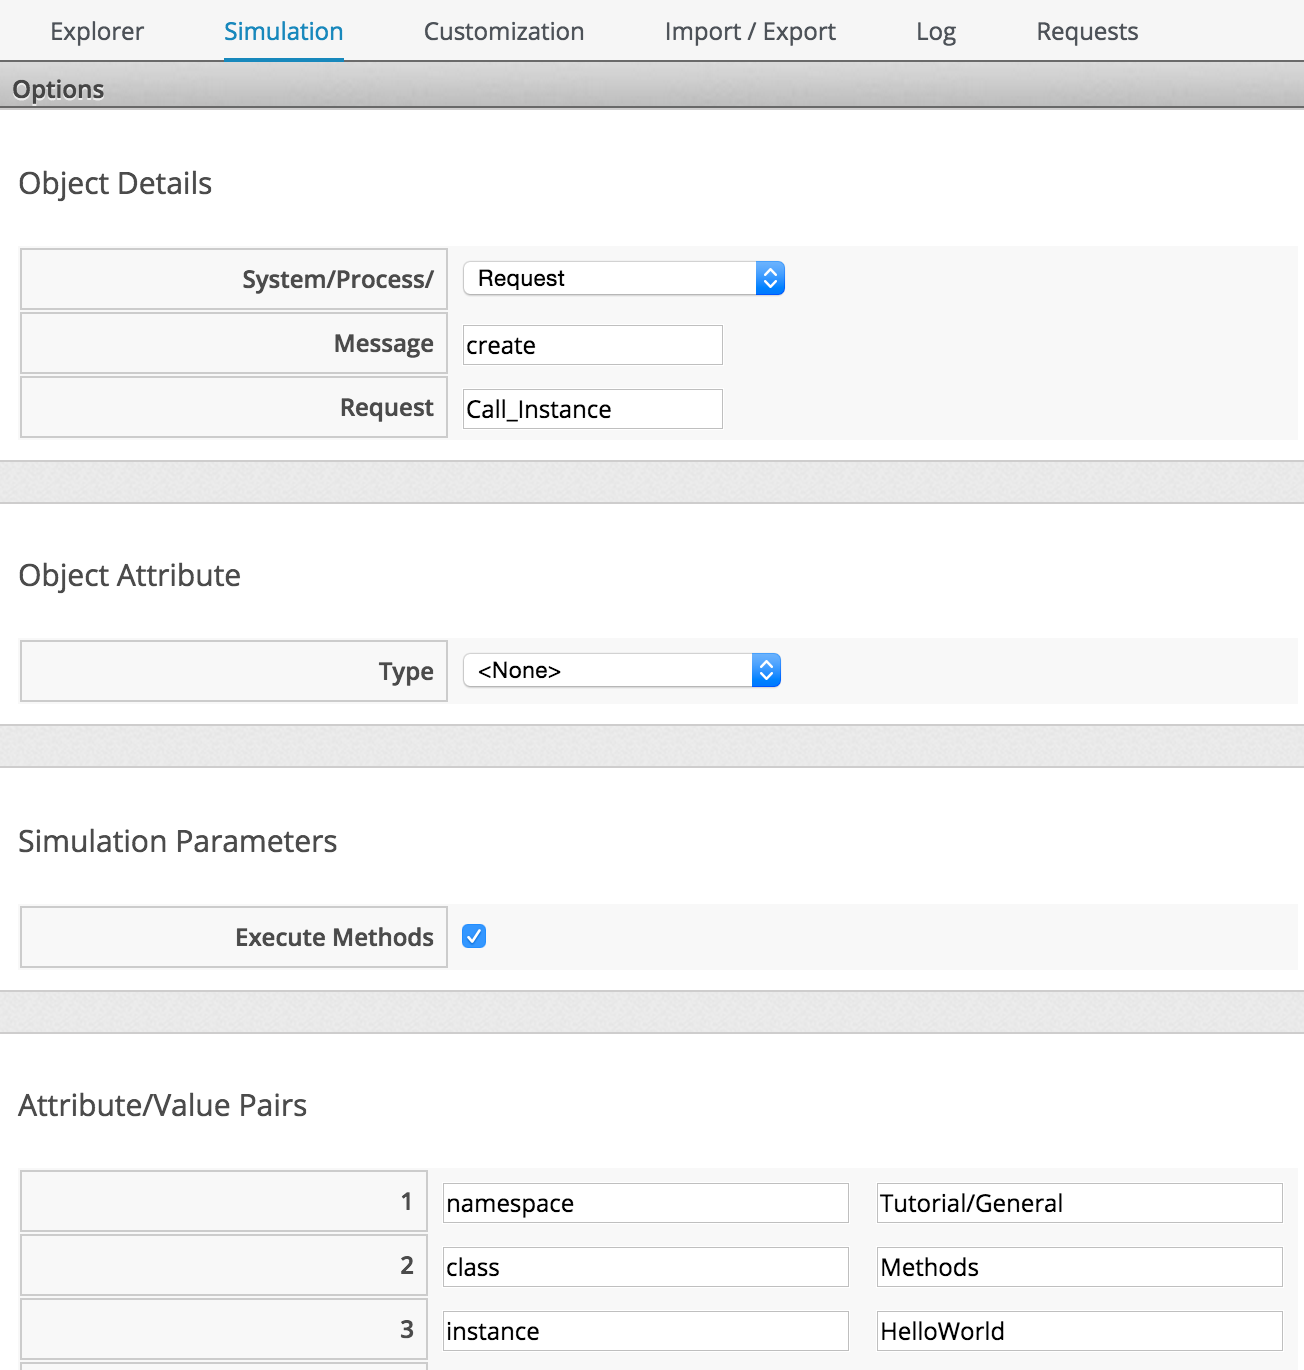 Explorer Simulation Customization Import / Export Log Requests
Options
Object Details
System/Process/ Request
Message create
Request Call_Instance
Object Attribute
Type <None>
Simulation Parameters
Execute Methods
Attribute/Value Pairs
1 namespace Tutorial/General
2 class Methods
3 instance HelloWorld